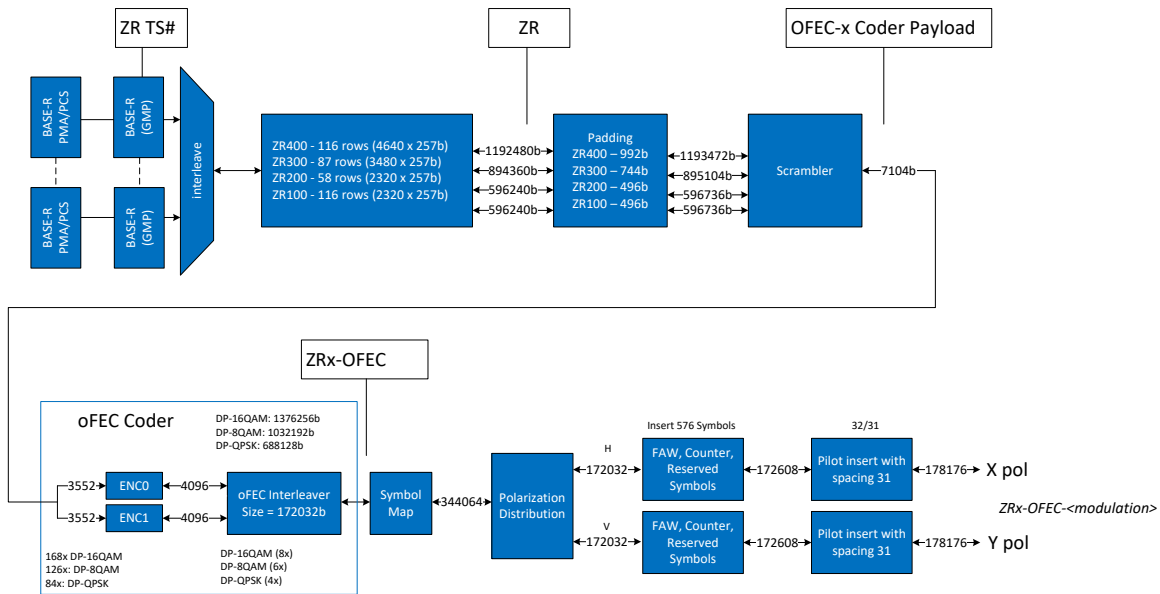 ZR TS#
ZR
OFEC-x Coder Payload
BASE-R
PMA/PCS
BASE-R
(GMP)
BASE-R
PMA/PCS
BASE-R
(GMP)
interleave
ZR400 - 116 rows (4640 x 257b)
ZR300 - 87 rows (3480 x 257b)
ZR200 - 58 rows (2320 x 257b)
ZR100 - 116 rows (2320 x 257b)
1192480b
894360b
596240b
596240b
Padding
ZR400 – 992b
ZR300 – 744b
ZR200 – 496b
ZR100 – 496b
1193472b
895104b
596736b
596736b
Scrambler
7104b
ZRx-OFEC
oFEC Coder
DP-16QAM: 1376256b
DP-8QAM: 1032192b
DP-QPSK: 688128b
3552
ENC0
4096
3552
ENC1
4096
oFEC Interleaver
Size = 172032b
168x DP-16QAM
126x: DP-8QAM
84x: DP-QPSK
DP-16QAM (8x)
DP-8QAM (6x)
DP-QPSK (4x)
Symbol
Map
344064
Polarization
Distribution
H
172032
V
172032
Insert 576 Symbols
FAW, Counter,
Reserved
Symbols
172608
FAW, Counter,
Reserved
Symbols
172608
32/31
Pilot insert with
spacing 31
178176
X pol
Pilot insert with
spacing 31
178176
Y pol
ZRx-OFEC-<modulation>